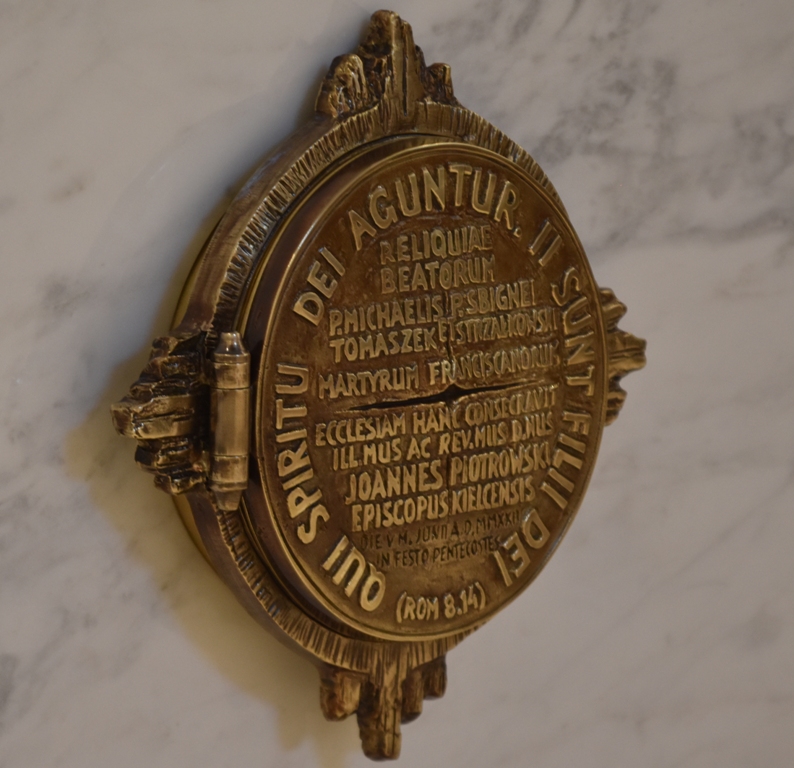 QUI SPIRITU DEI AGUNTUR, II SUNT FILII DEI
(ROM 8.14)
RELIQUIAE
BEATORUM
P. MICHAELIS, P. SBIGNEI
TOMASZEK ET STRZAŁKOWSKI
MARTYRUM FRANCISCANORUM
ECCLESIAM HANC CONSECRAVIT
ILL.MUS AC REV.MUS D.NUS
JOANNES PIOTROWSKI
EPISCOPUS KIELCENSIS
DIE V M. JUNII A.D. MMXXII
IN FESTO PENTECOSTES